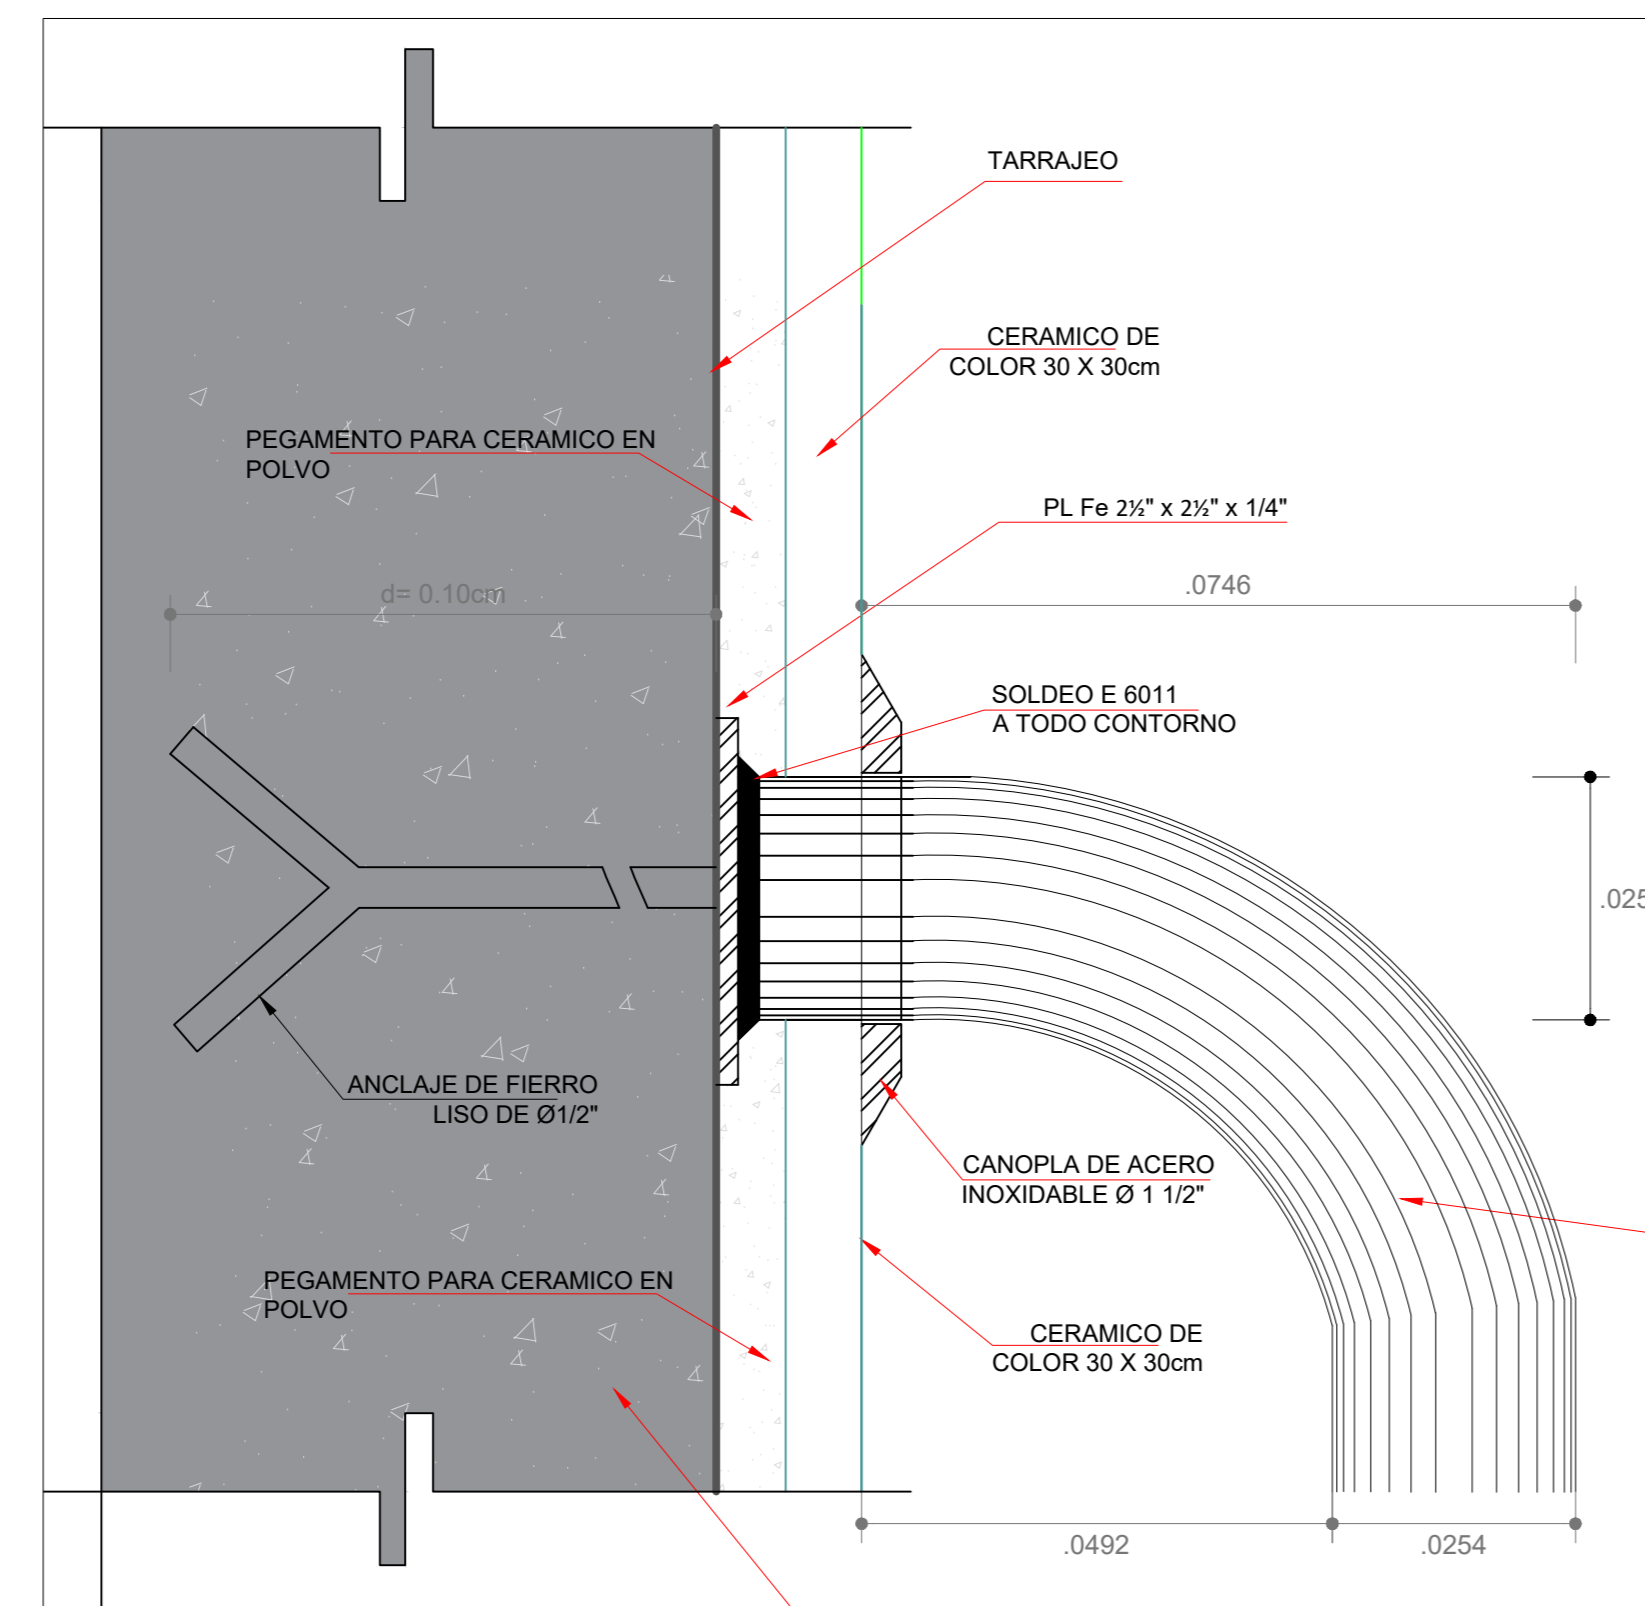 TARRAJEO
CERAMICO DE
COLOR 30 X 30cm
PEGAMENTO PARA CERAMICO EN
POLVO
PL Fe 2½" x 2½" x 1/4"
d= 0.10cm
.0746
SOLDEO E 6011
A TODO CONTORNO
.025
ANCLAJE DE FIERRO
LISO DE Ø1/2"
CANOPLA DE ACERO
INOXIDABLE Ø 1 1/2"
PEGAMENTO PARA CERAMICO EN
POLVO
CERAMICO DE
COLOR 30 X 30cm
.0492
.0254